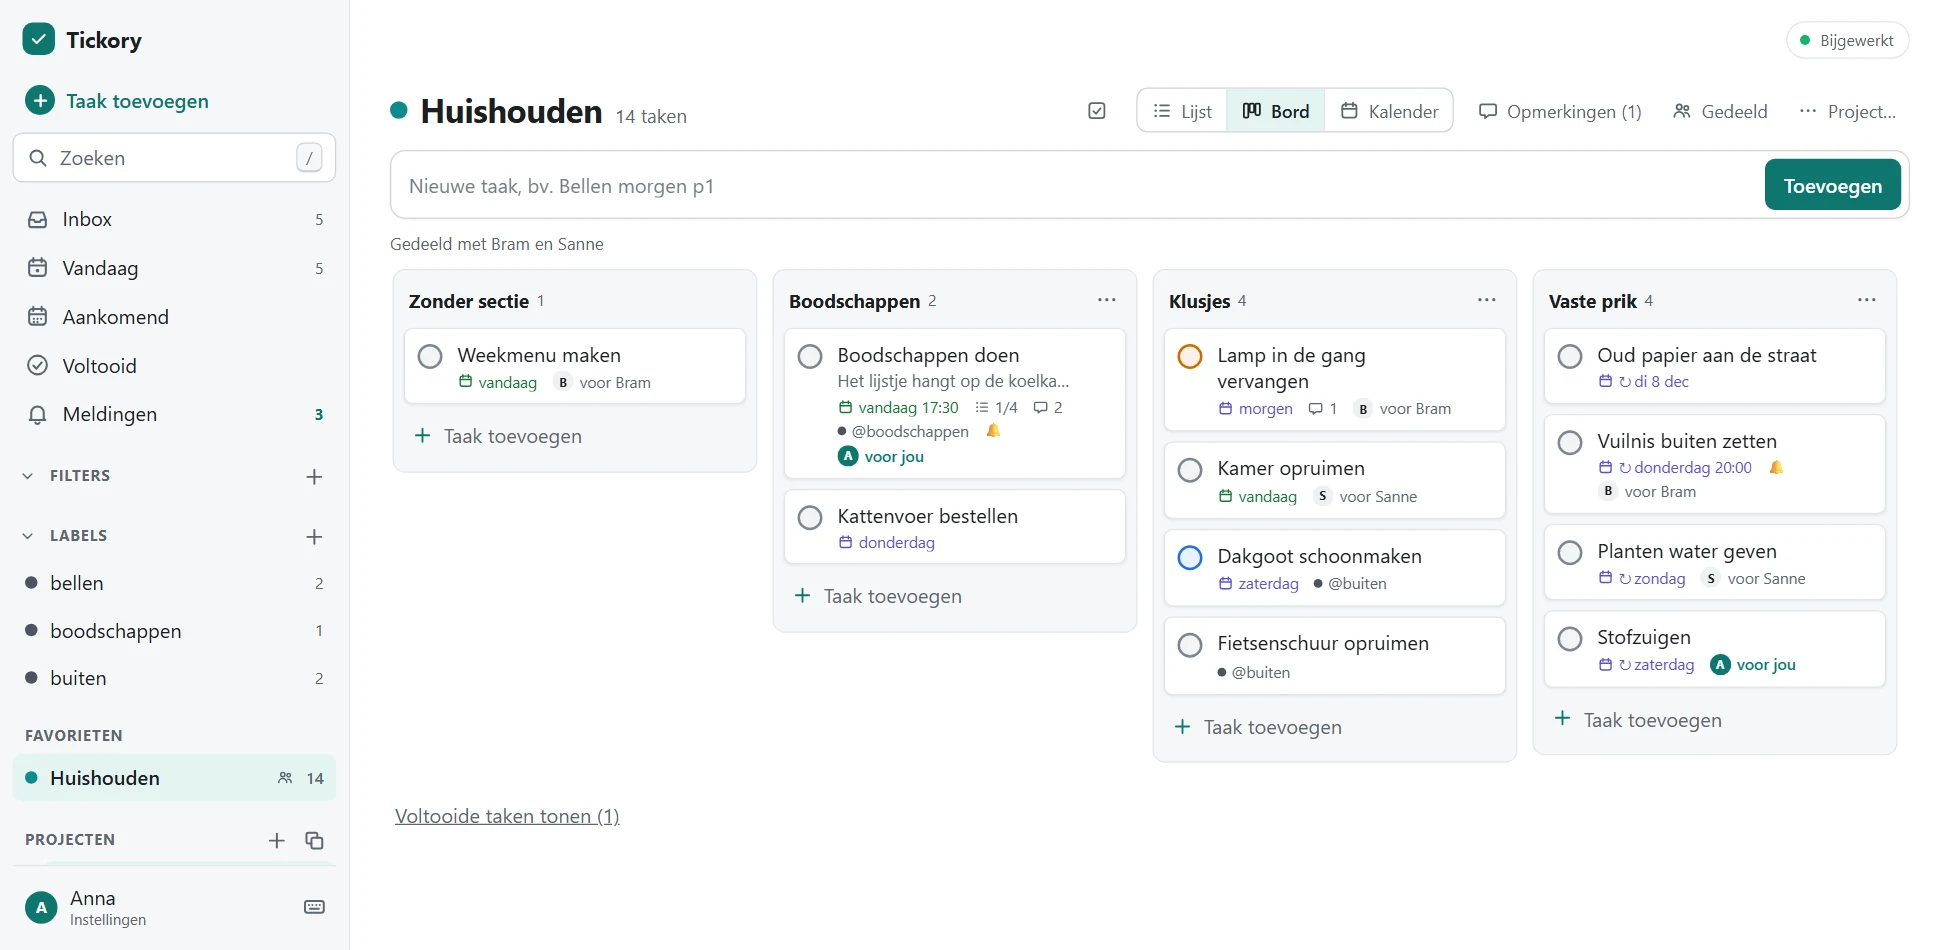 Tickory
Taak toevoegen
Zoeken /
Inbox 5
Vandaag 5
Aankomend
Voltooid
Meldingen 3
FILTERS
LABELS
bellen 2
boodschappen 1
buiten 2
FAVORIETEN
Huishouden 14
PROJECTEN
A Anna
Instellingen
Bijgewerkt
Huishouden 14 taken
Lijst Bord Kalender Opmerkingen (1) Gedeeld ··· Project...
Nieuwe taak, bv. Bellen morgen p1 Toevoegen
Gedeeld met Bram en Sanne
Zonder sectie 1
Weekmenu maken
vandaag B voor Bram
Taak toevoegen
Boodschappen 2
Boodschappen doen
Het lijstje hangt op de koelka...
vandaag 17:30 1/4 2
@boodschappen
A voor jou
Kattenvoer bestellen
donderdag
Taak toevoegen
Klusjes 4
Lamp in de gang
vervangen
morgen 1 B voor Bram
Kamer opruimen
vandaag S voor Sanne
Dakgoot schoonmaken
zaterdag @buiten
Fietsenschuur opruimen
@buiten
Taak toevoegen
Vaste prik 4
Oud papier aan de straat
↻ di 8 dec
Vuilnis buiten zetten
↻ donderdag 20:00
B voor Bram
Planten water geven
↻ zondag S voor Sanne
Stofzuigen
↻ zaterdag A voor jou
Taak toevoegen
Voltooide taken tonen (1)